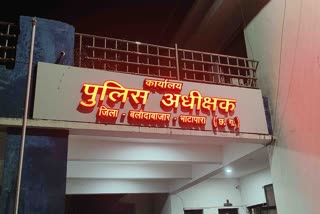 कार्यालय
पुलिस अधीक्षक
जिला - बलौदाबाजार - भाटापारा (छ.ग.)